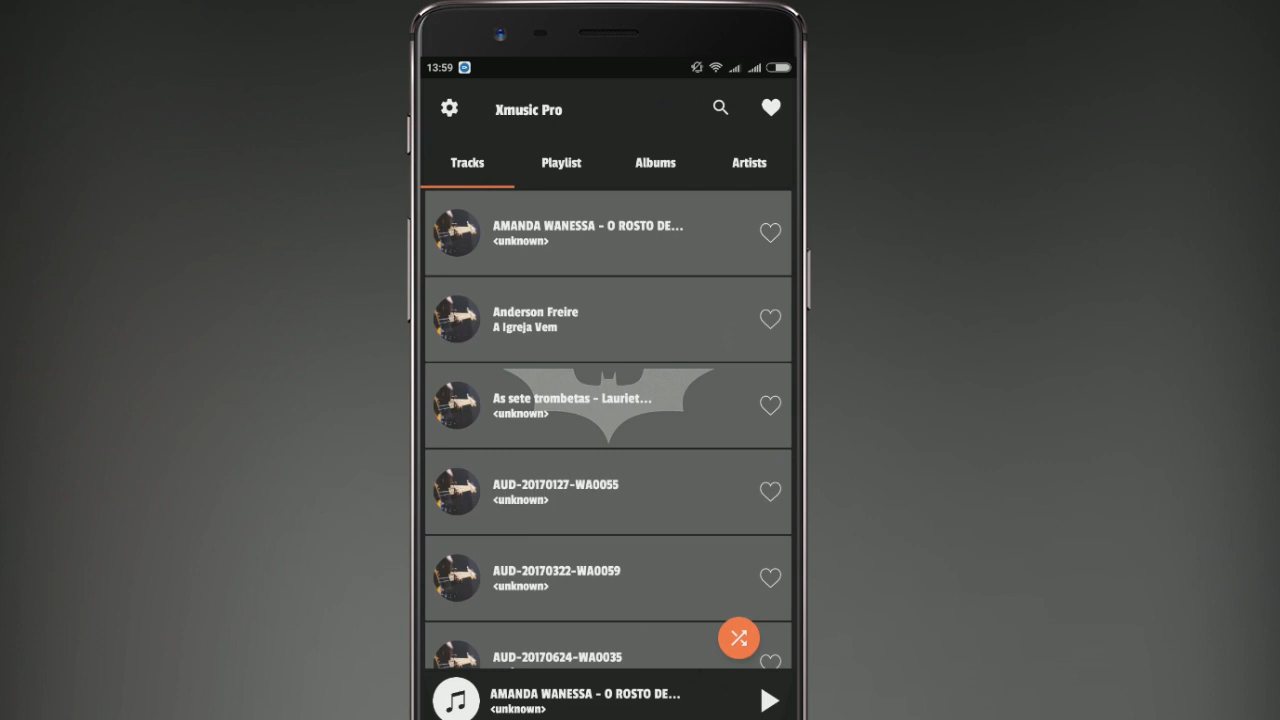 13:59
Xmusic Pro
Tracks Playlist Albums Artists
AMANDA WANESSA - O ROSTO DE...
<unknown>
Anderson Freire
A Igreja Vem
As sete trombetas - Lauriet...
<unknown>
AUD-20170127-WA0055
<unknown>
AUD-20170322-WA0059
<unknown>
AUD-20170624-WA0035
AMANDA WANESSA - O ROSTO DE...
<unknown>